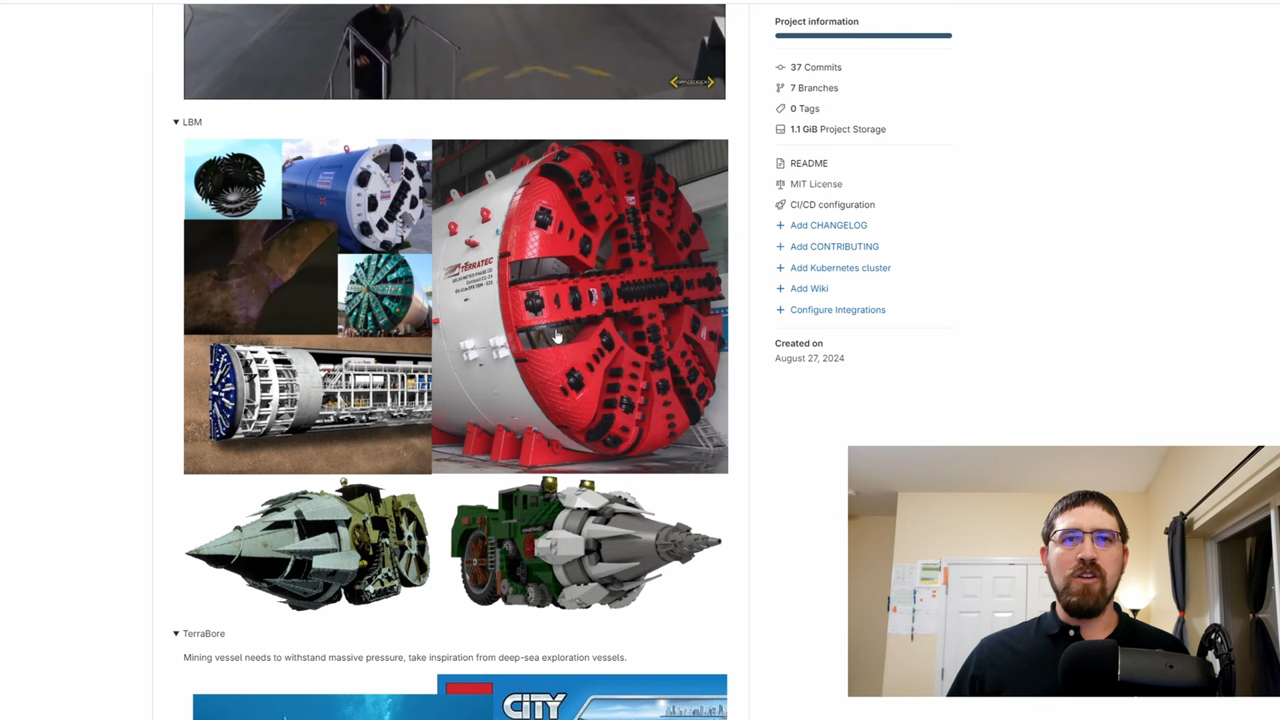 Project information
37 Commits
7 Branches
0 Tags
1.1 GiB Project Storage
README
MIT License
CI/CD configuration
Add CHANGELOG
Add CONTRIBUTING
Add Kubernetes cluster
Add Wiki
Configure Integrations
Created on
August 27, 2024
LBM
TERRATEC
TerraBore
Mining vessel needs to withstand massive pressure, take inspiration from deep-sea exploration vessels.
CITY